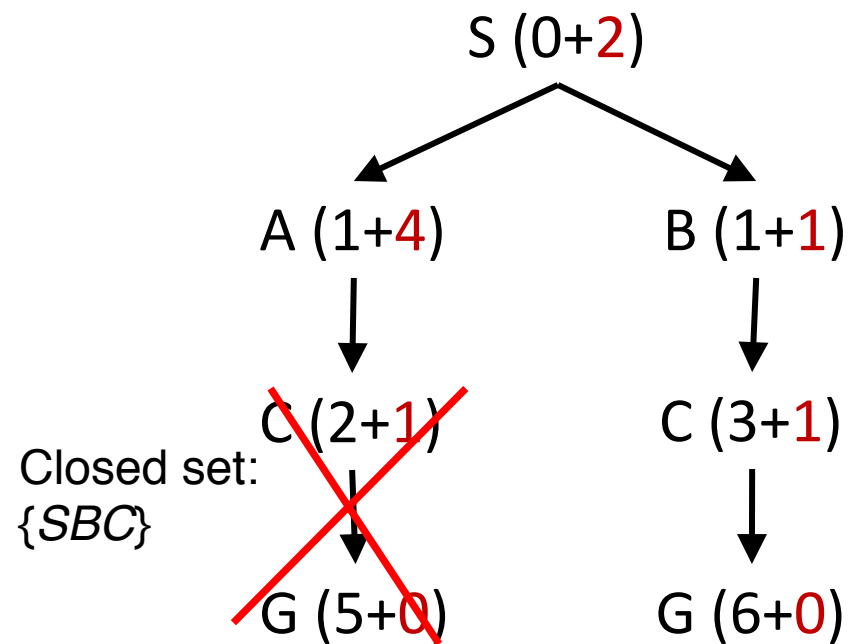 S (0+2)
A (1+4)
B (1+1)
C (2+1)
C (3+1)
Closed set:
{SBC}
G (5+0)
G (6+0)